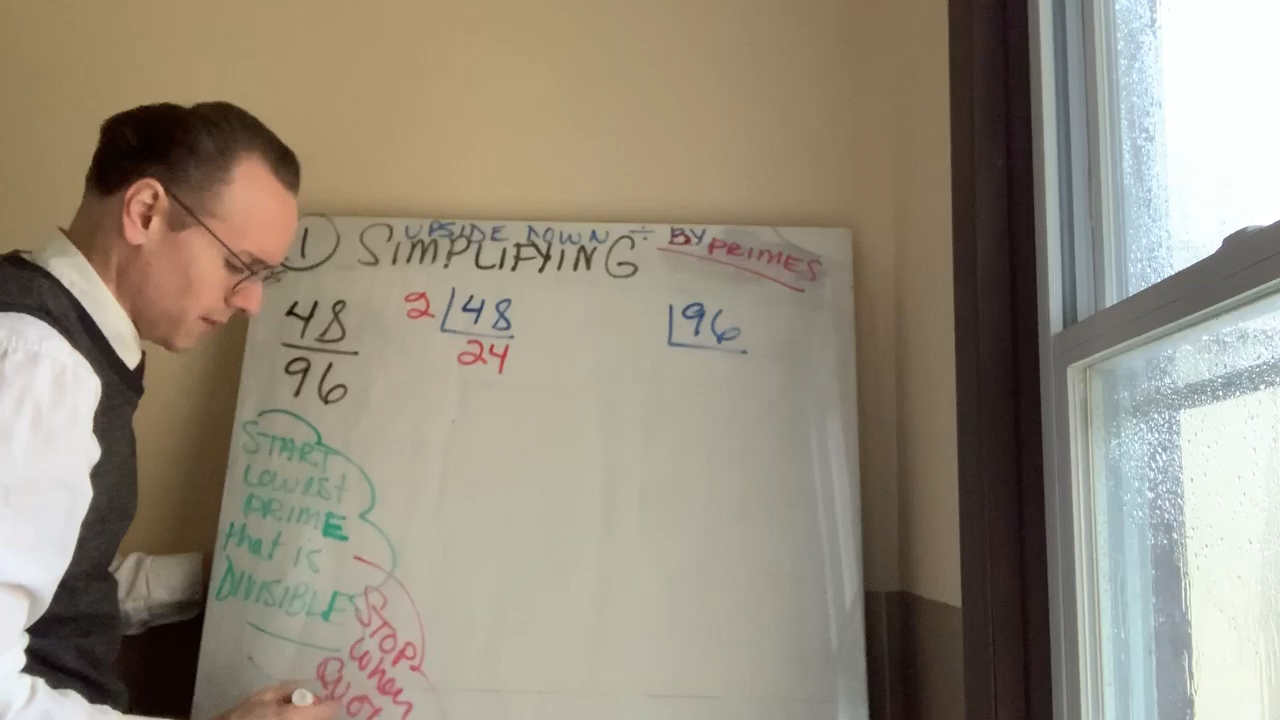 UPSIDE DOWN ÷ BY PRIMES
1 SIMPLIFYING
48
96
2 48
24
96
START
LOWEST
PRIME
that is
DIVISIBLE
STOP
when
QUOT